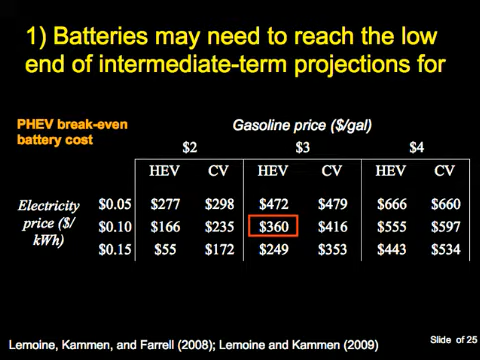 1) Batteries may need to reach the low
end of intermediate-term projections for
PHEV break-even
battery cost
Gasoline price ($/gal)
$2 $3 $4
HEV CV HEV CV HEV CV
Electricity
price ($/
kWh)
$0.05 $277 $298 $472 $479 $666 $660
$0.10 $166 $235 $360 $416 $555 $597
$0.15 $55 $172 $249 $353 $443 $534
Lemoine, Kammen, and Farrell (2008); Lemoine and Kammen (2009)
Slide of 25